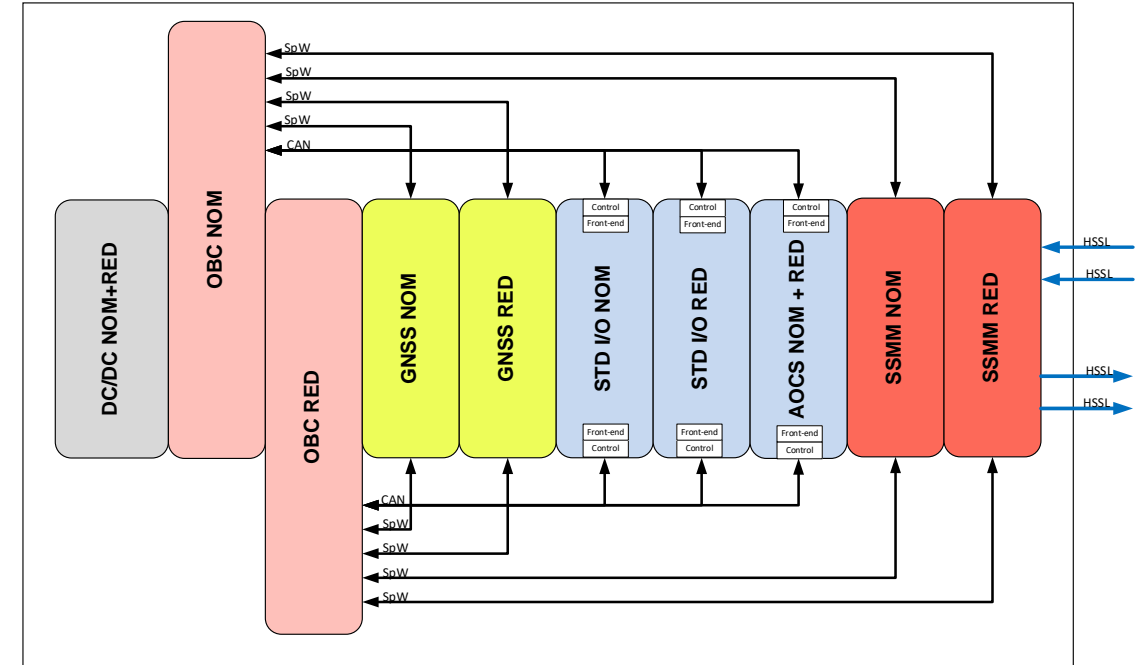 SpW
SpW
SpW
SpW
CAN
DC/DC NOM+RED
OBC NOM
OBC RED
GNSS NOM
GNSS RED
Control
Front-end
STD I/O NOM
Front-end
Control
Control
Front-end
STD I/O RED
Front-end
Control
Control
Front-end
AOCS NOM + RED
Front-end
Control
SSMM NOM
SSMM RED
HSSL
HSSL
HSSL
HSSL
CAN
SpW
SpW
SpW
SpW